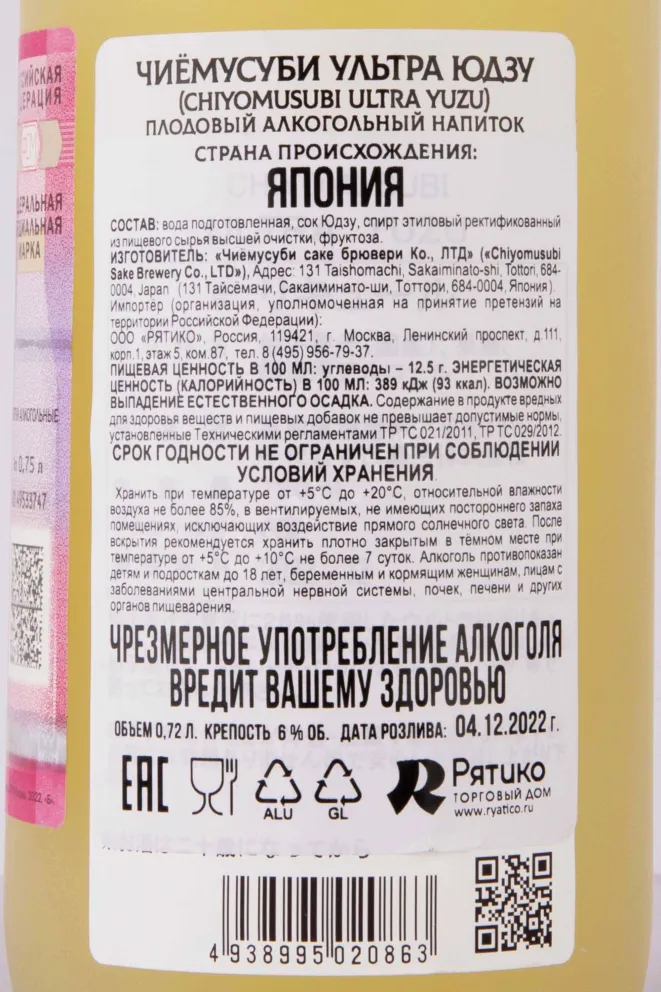 ЧИЁМУСУБИ УЛЬТРА ЮДЗУ
(CHIYOMUSUBI ULTRA YUZU)
ПЛОДОВЫЙ АЛКОГОЛЬНЫЙ НАПИТОК
СТРАНА ПРОИСХОЖДЕНИЯ:
ЯПОНИЯ
СОСТАВ: вода подготовленная, сок Юдзу, спирт этиловый ректификованный
из пищевого сырья высшей очистки, фруктоза.
ИЗГОТОВИТЕЛЬ: «Чиёмусуби саке брювери Ко., ЛТД» («Chiyomusubi
Sake Brewery Co., LTD»), Адрес: 131 Taishomachi, Sakaiminato-shi, Tottori, 684-
0004, Japan (131 Тайсёмачи, Сакаиминато-ши, Тоттори, 684-0004, Япония).
Импортёр (организация, уполномоченная на принятие претензий на
территории Российской Федерации):
ООО «РЯТИКО», Россия, 119421, г. Москва, Ленинский проспект, д.111,
корп.1, этаж 5, ком.87, тел. 8 (495) 956-79-37.
ПИЩЕВАЯ ЦЕННОСТЬ В 100 МЛ: углеводы – 12.5 г. ЭНЕРГЕТИЧЕСКАЯ
ЦЕННОСТЬ (КАЛОРИЙНОСТЬ) В 100 МЛ: 389 кДж (93 ккал). ВОЗМОЖНО
ВЫПАДЕНИЕ ЕСТЕСТВЕННОГО ОСАДКА. Содержание в продукте вредных
для здоровья веществ и пищевых добавок не превышает допустимые нормы,
установленные Техническими регламентами ТР ТС 021/2011, ТР ТС 029/2012.
СРОК ГОДНОСТИ НЕ ОГРАНИЧЕН ПРИ СОБЛЮДЕНИИ
УСЛОВИЙ ХРАНЕНИЯ
Хранить при температуре от +5°С до +20°С, относительной влажности
воздуха не более 85%, в вентилируемых, не имеющих постороннего запаха
помещениях, исключающих воздействие прямого солнечного света. После
вскрытия рекомендуется хранить плотно закрытым в тёмном месте при
температуре от +5°С до +10°С не более 7 суток. Алкоголь противопоказан
детям и подросткам до 18 лет, беременным и кормящим женщинам, лицам с
заболеваниями центральной нервной системы, почек, печени и других
органов пищеварения.
ЧРЕЗМЕРНОЕ УПОТРЕБЛЕНИЕ АЛКОГОЛЯ
ВРЕДИТ ВАШЕМУ ЗДОРОВЬЮ
ОБЪЕМ 0,72 Л. КРЕПОСТЬ 6 % ОБ. ДАТА РОЗЛИВА: 04.12.2022 г.
EAC
ALU
GL
РЯТИКО
ТОРГОВЫЙ ДОМ
www.ryatico.ru
4 938995 020863
0,75 л
49533747